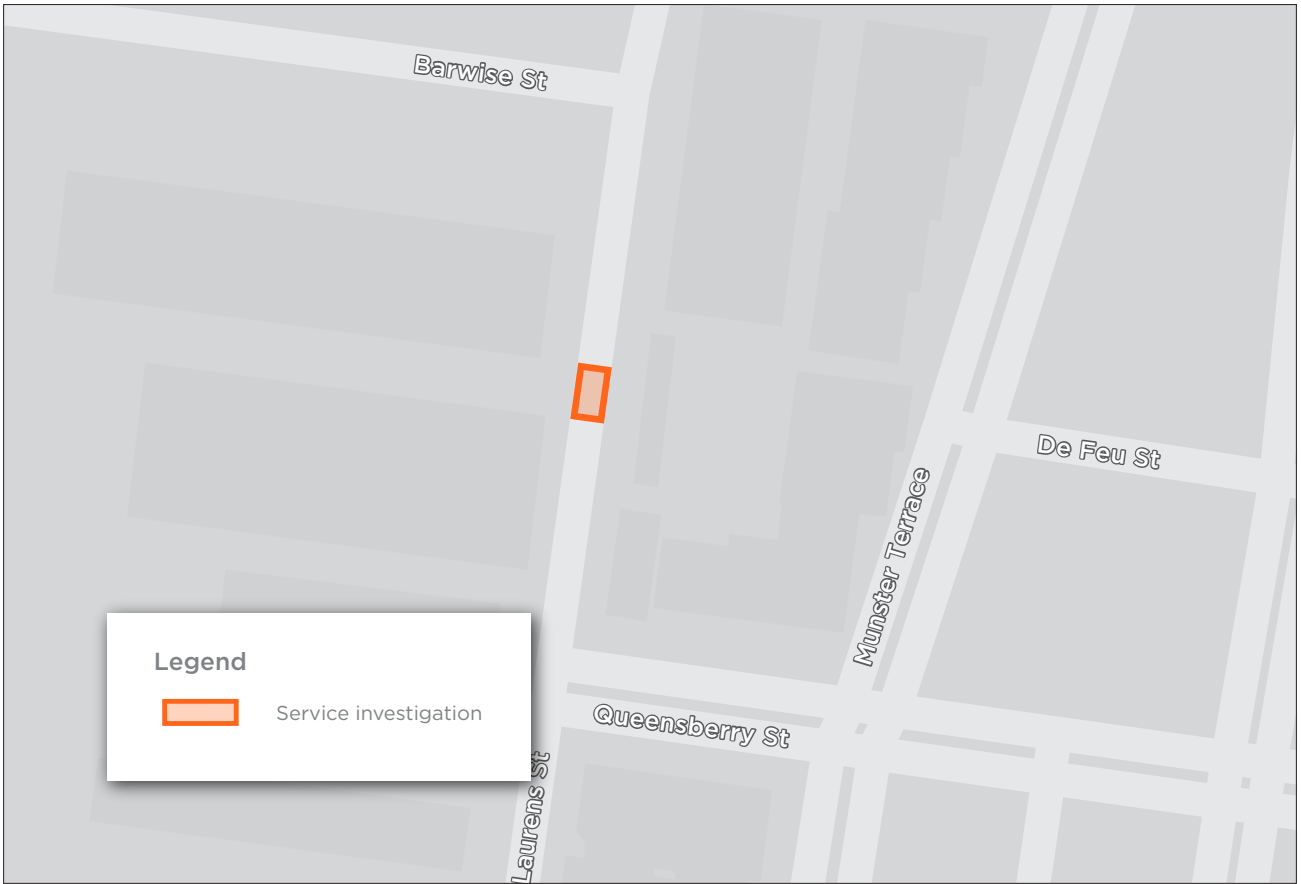 Barwise St
De Feu St
Munster Terrace
Legend
Service investigation
Queensberry St
Laurens St